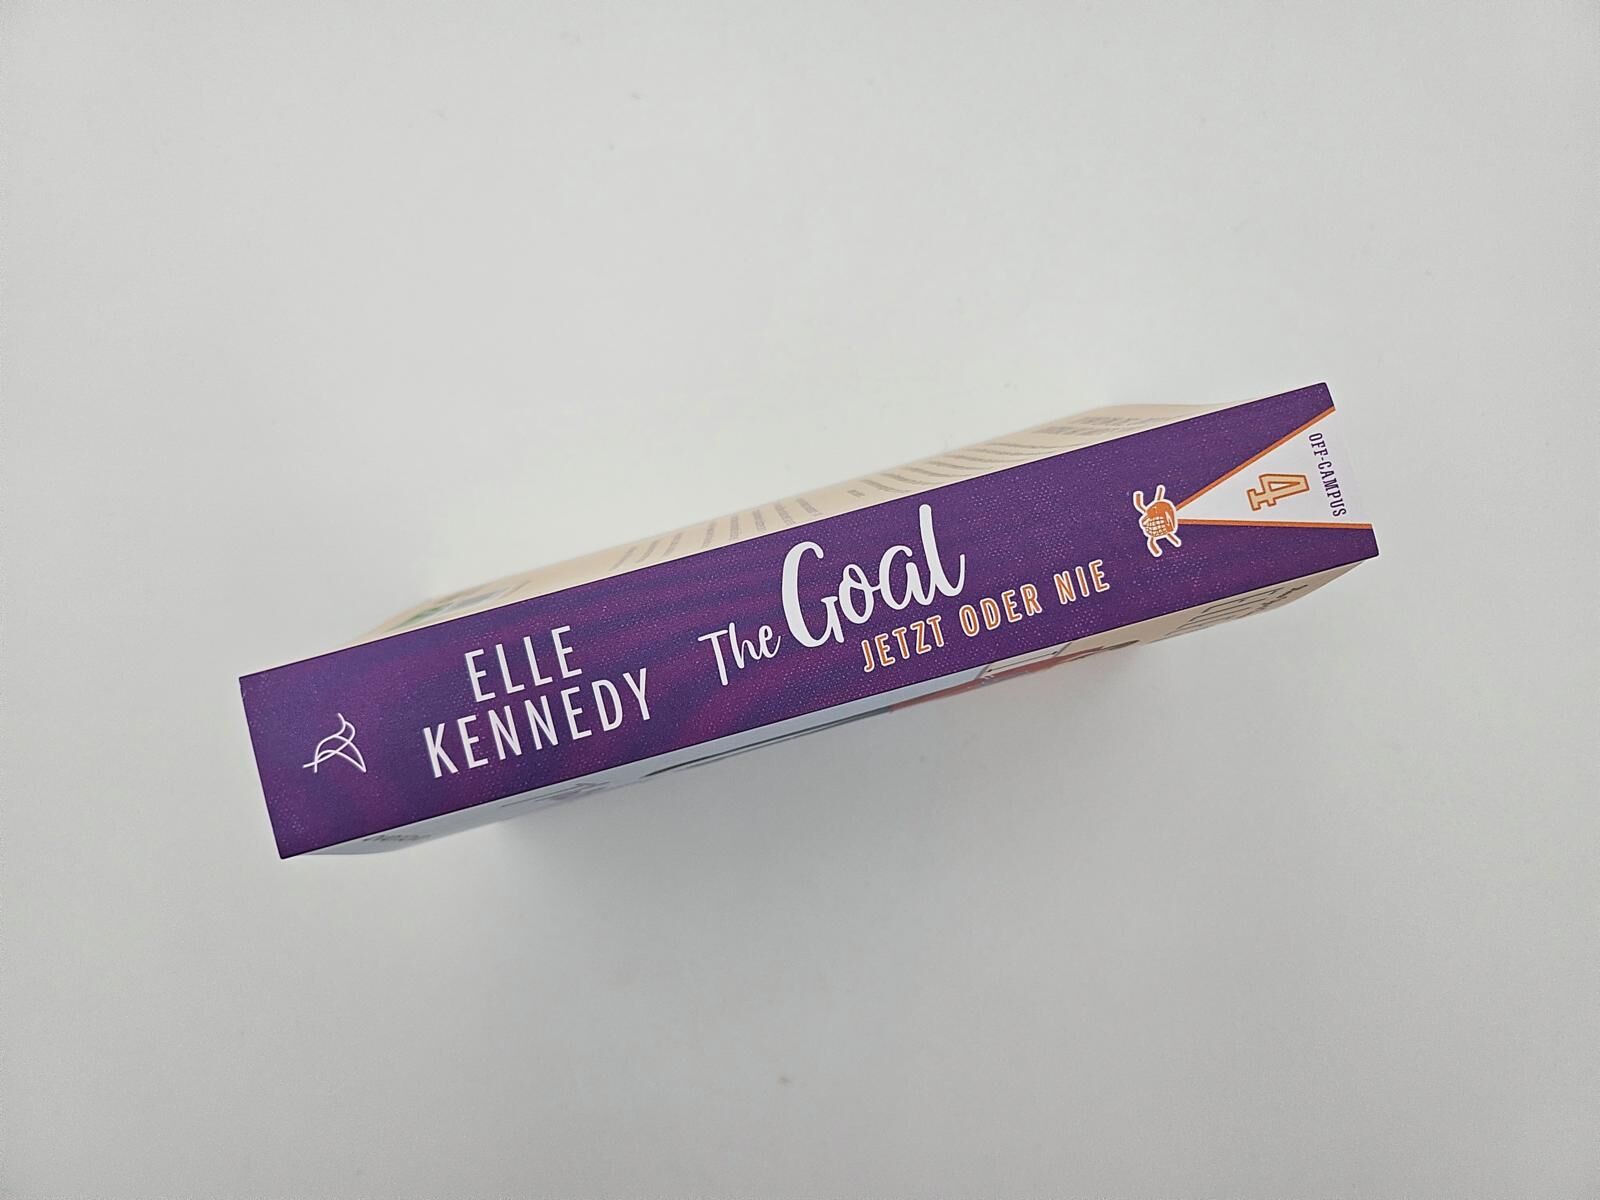 ELLE
KENNEDY
The Goal
JETZT ODER NIE
4
OFF-CAMPUS